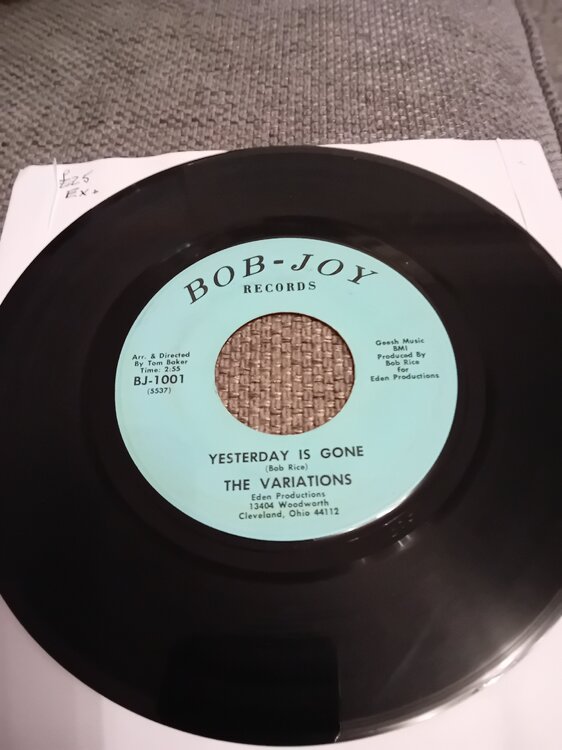 £25
Ex+
BOB-JOY
RECORDS
Arr. & Directed
By Tom Baker
Time: 2:55
BJ-1001
(5537)
Geesh Music
BMI
Produced By
Bob Rice
for
Eden Productions
YESTERDAY IS GONE
(Bob Rice)
THE VARIATIONS
Eden Productions
13404 Woodworth
Cleveland, Ohio 44112